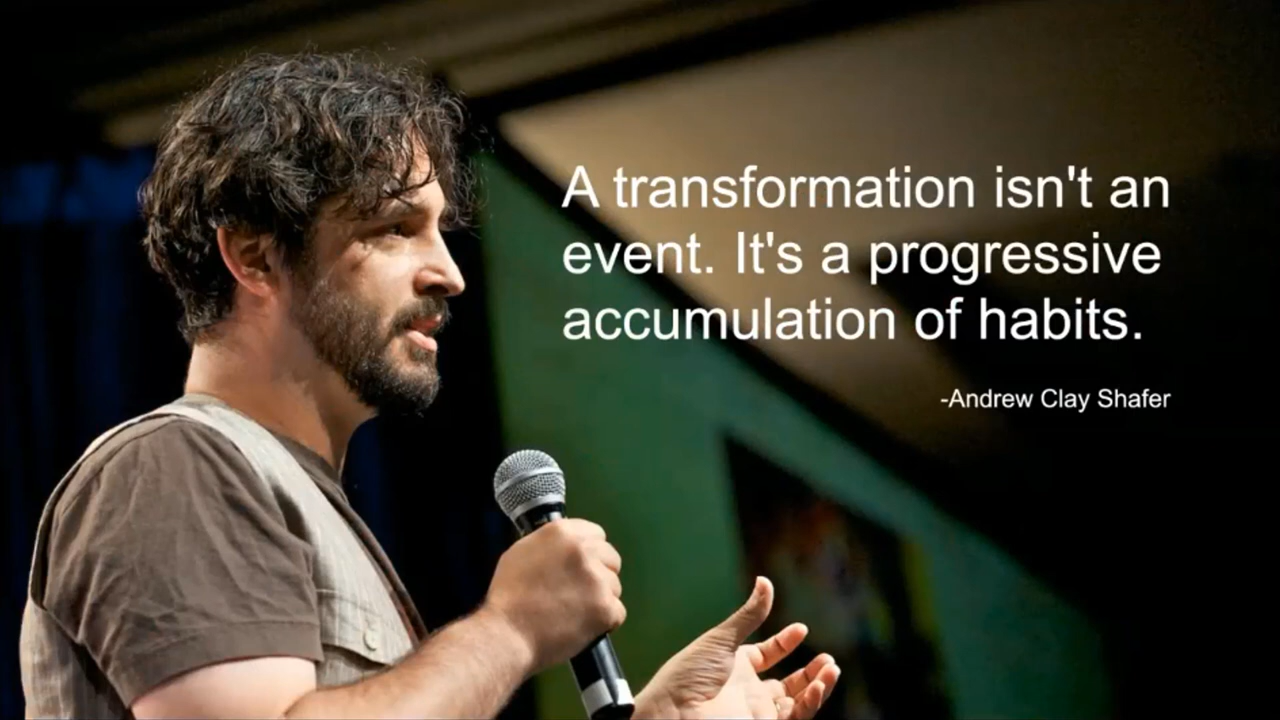 A transformation isn't an
event. It's a progressive
accumulation of habits.
-Andrew Clay Shafer